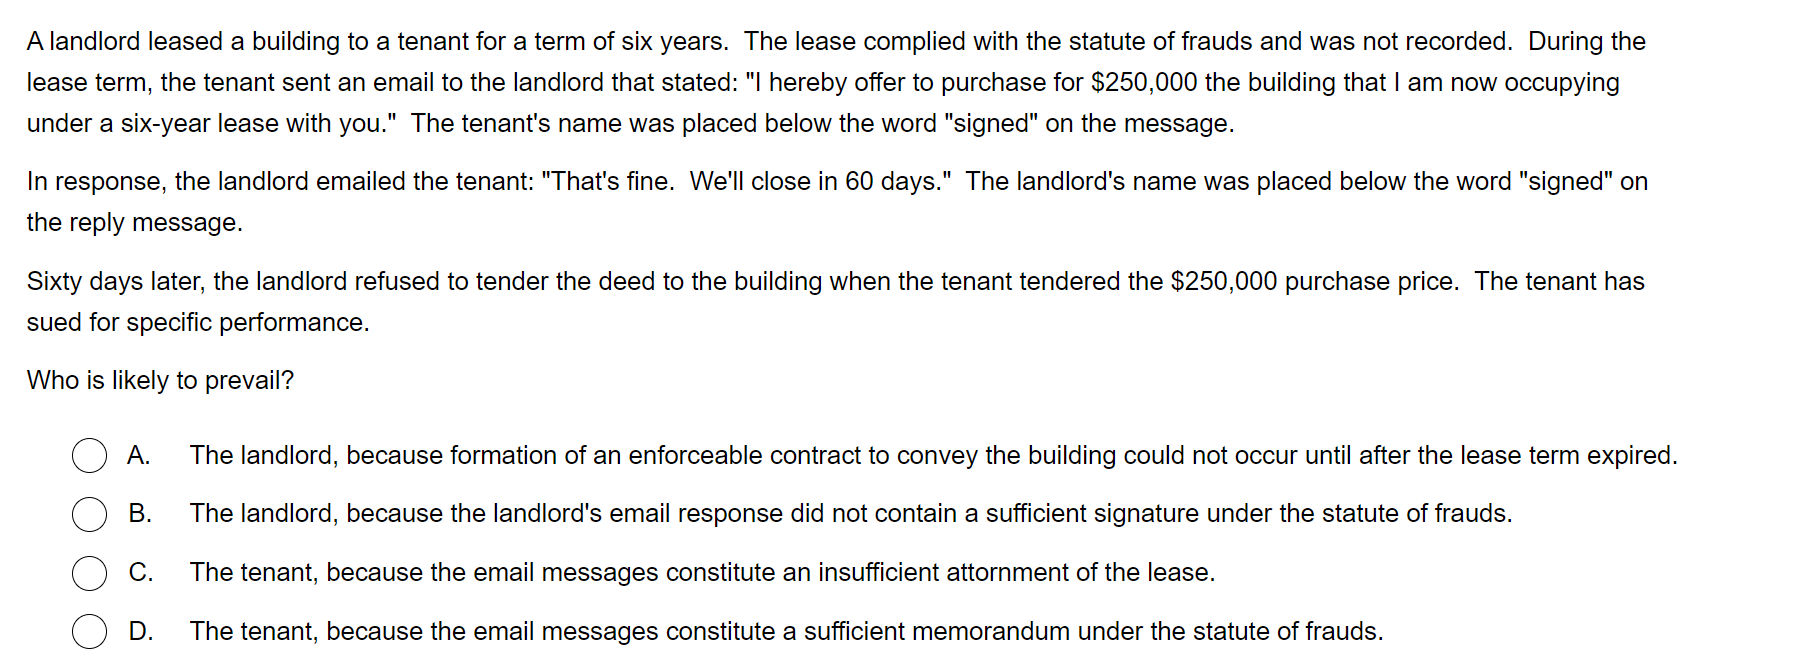 A landlord leased a building to a tenant for a term of six years.  The lease complied with the statute of frauds and was not recorded.  During the
lease term, the tenant sent an email to the landlord that stated: "I hereby offer to purchase for $250,000 the building that I am now occupying
under a six-year lease with you."  The tenant's name was placed below the word "signed" on the message.
In response, the landlord emailed the tenant: "That's fine.  We'll close in 60 days."  The landlord's name was placed below the word "signed" on
the reply message.
Sixty days later, the landlord refused to tender the deed to the building when the tenant tendered the $250,000 purchase price.  The tenant has
sued for specific performance.
Who is likely to prevail?
A. The landlord, because formation of an enforceable contract to convey the building could not occur until after the lease term expired.
B. The landlord, because the landlord's email response did not contain a sufficient signature under the statute of frauds.
C. The tenant, because the email messages constitute an insufficient attornment of the lease.
D. The tenant, because the email messages constitute a sufficient memorandum under the statute of frauds.